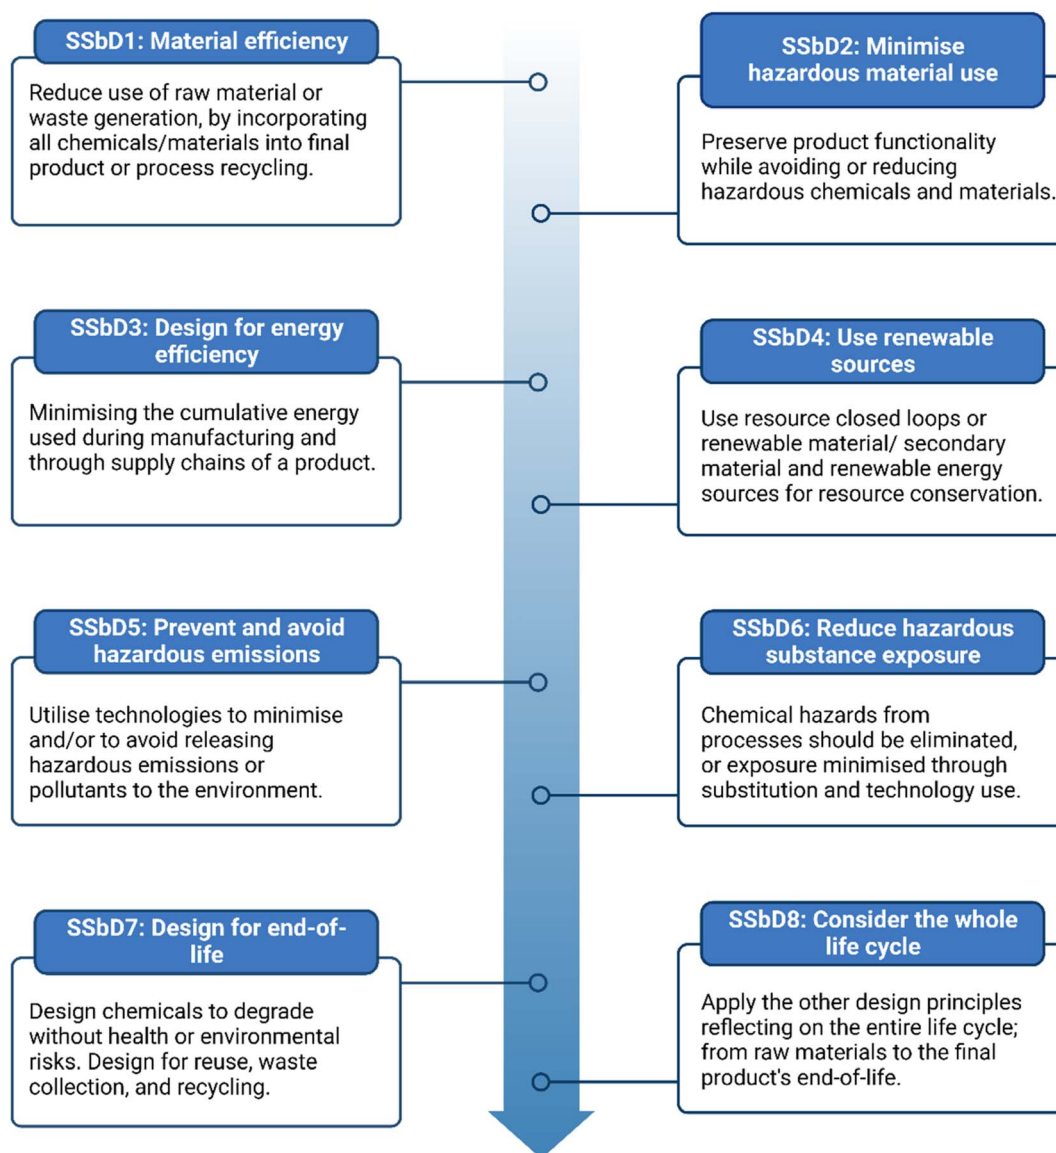 SSbD1: Material efficiency
Reduce use of raw material or
waste generation, by incorporating
all chemicals/materials into final
product or process recycling.
SSbD2: Minimise
hazardous material use
Preserve product functionality
while avoiding or reducing
hazardous chemicals and materials.
SSbD3: Design for energy
efficiency
Minimising the cumulative energy
used during manufacturing and
through supply chains of a product.
SSbD4: Use renewable
sources
Use resource closed loops or
renewable material/ secondary
material and renewable energy
sources for resource conservation.
SSbD5: Prevent and avoid
hazardous emissions
Utilise technologies to minimise
and/or to avoid releasing
hazardous emissions or
pollutants to the environment.
SSbD6: Reduce hazardous
substance exposure
Chemical hazards from
processes should be eliminated,
or exposure minimised through
substitution and technology use.
SSbD7: Design for end-of-
life
Design chemicals to degrade
without health or environmental
risks. Design for reuse, waste
collection, and recycling.
SSbD8: Consider the whole
life cycle
Apply the other design principles
reflecting on the entire life cycle;
from raw materials to the final
product's end-of-life.